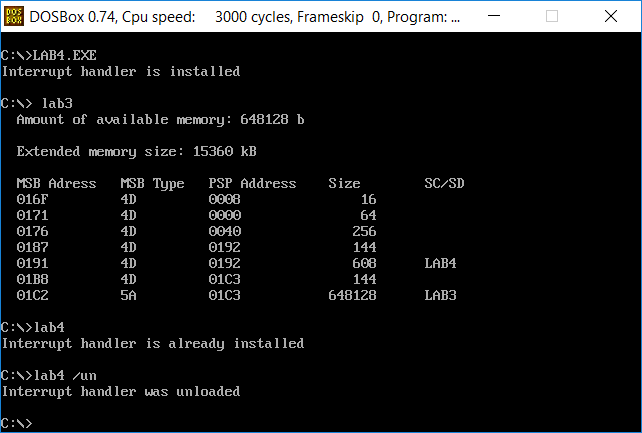 DOSBox 0.74, Cpu speed: 3000 cycles, Frameskip 0, Program: ...
C:\>LAB4.EXE
Interrupt handler is installed
C:\> lab3
Amount of available memory: 648128 b
Extended memory size: 15360 kB
MSB Adress MSB Type PSP Address Size SC/SD
016F 4D 0008 16
0171 4D 0000 64
0176 4D 0040 256
0187 4D 0192 144
0191 4D 0192 608 LAB4
01B8 4D 01C3 144
01C2 5A 01C3 648128 LAB3
C:\>lab4
Interrupt handler is already installed
C:\>lab4 /un
Interrupt handler was unloaded
C:\>